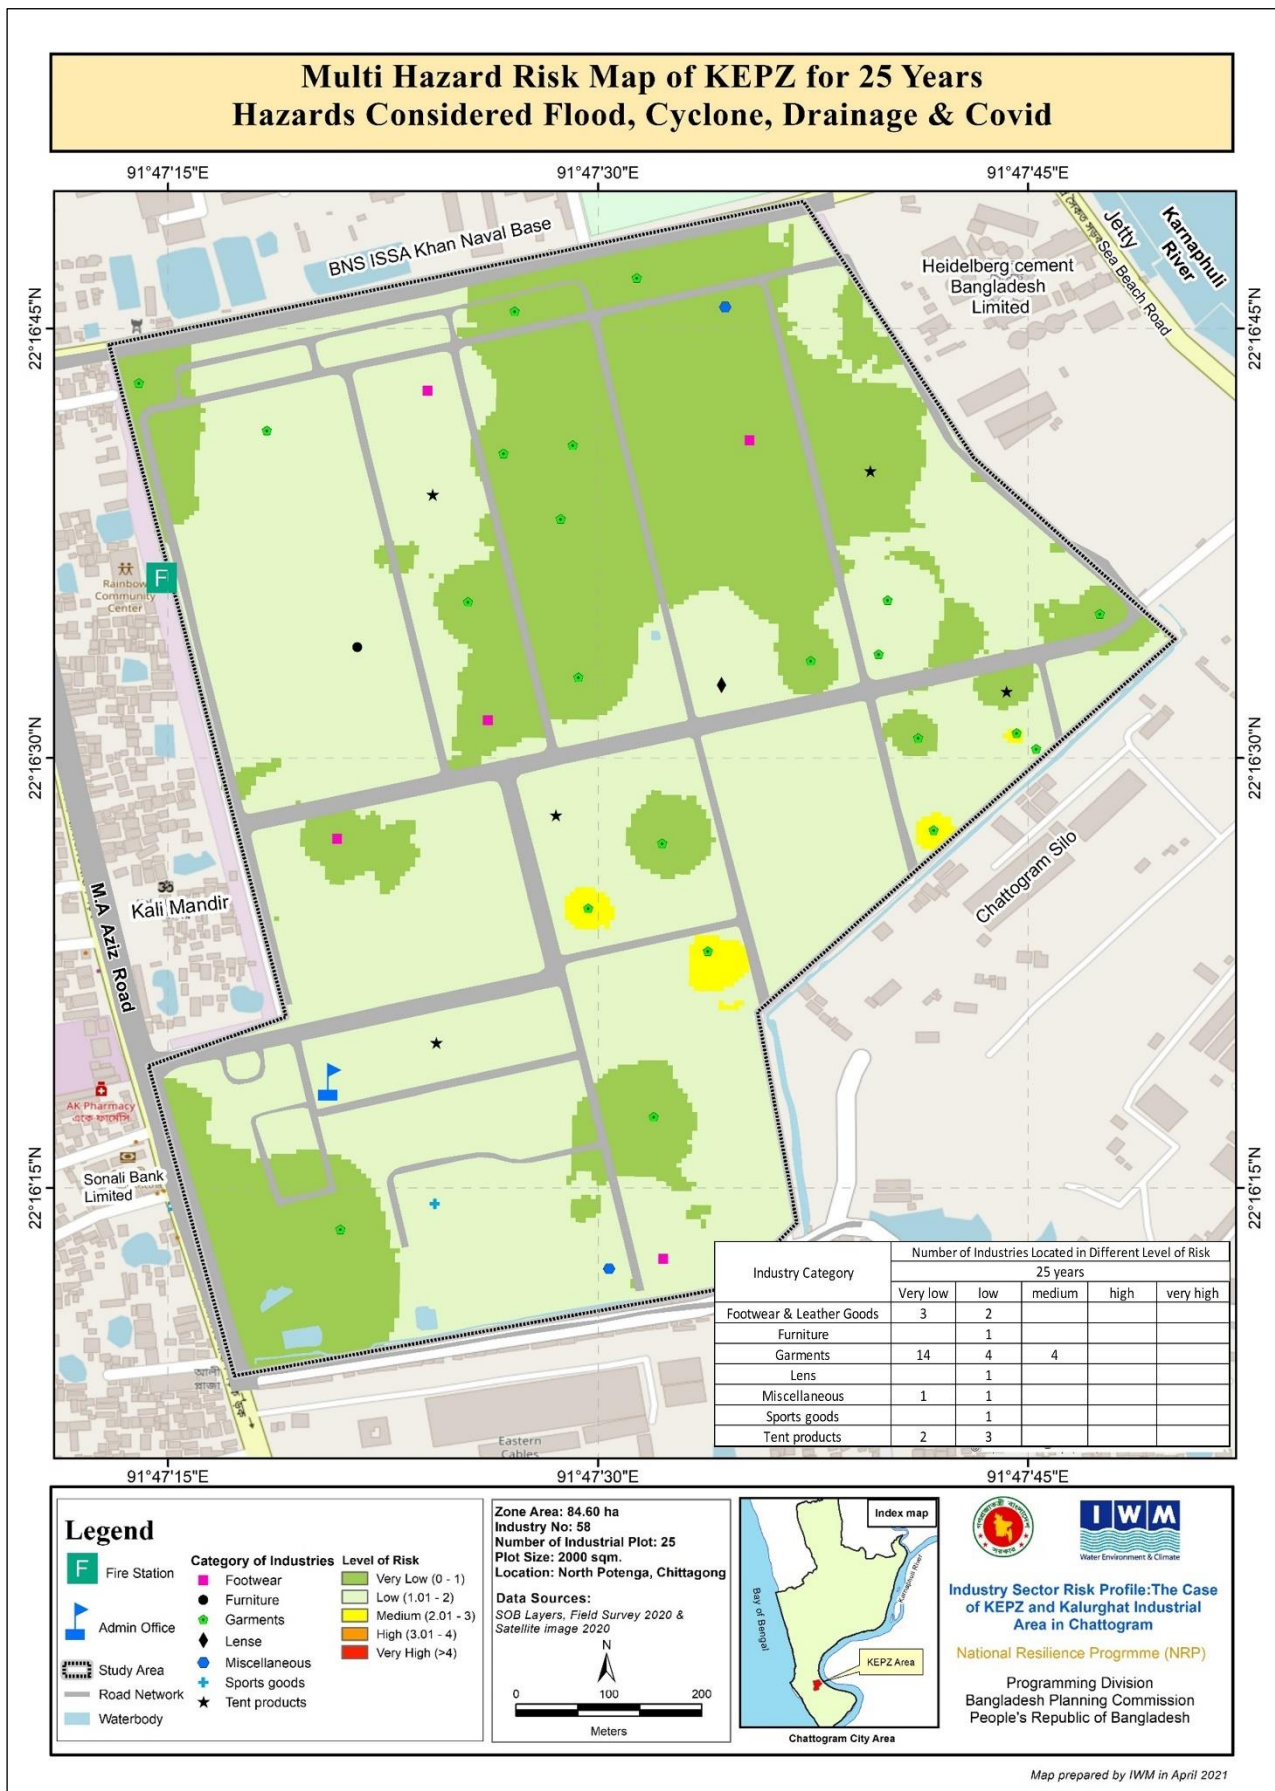 Multi Hazard Risk Map of KEPZ for 25 Years
Hazards Considered Flood, Cyclone, Drainage & Covid
91°47'15"E
91°47'30"E
91°47'45"E
22°16'45"N
22°16'45"N
22°16'30"N
22°16'30"N
22°16'15"N
22°16'15"N
BNS ISSA Khan Naval Base
Heidelberg cement
Bangladesh
Limited
Jetty
Karnaphuli
River
Sea Beach Road
F
Rainbow
Community
Center
Kali Mandir
M.A Aziz Road
Chattogram Silo
AK Pharmacy
একে ফার্মেসি
Sonali Bank
Limited
Eastern
Cables
Industry Category
Number of Industries Located in Different Level of Risk
25 years
Very low low medium high very high
Footwear & Leather Goods 3 2
Furniture 1
Garments 14 4 4
Lens 1
Miscellaneous 1 1
Sports goods 1
Tent products 2 3
91°47'15"E
91°47'30"E
91°47'45"E
Legend
F Fire Station
Admin Office
Study Area
Road Network
Waterbody
Category of Industries
Footwear
Furniture
Garments
Lense
Miscellaneous
Sports goods
Tent products
Level of Risk
Very Low (0 - 1)
Low (1.01 - 2)
Medium (2.01 - 3)
High (3.01 - 4)
Very High (>4)
Zone Area: 84.60 ha
Industry No: 58
Number of Industrial Plot: 25
Plot Size: 2000 sqm.
Location: North Potenga, Chittagong
Data Sources:
SOB Layers, Field Survey 2020 &
Satellite image 2020
N
0 100 200
Meters
Index map
Bay of Bengal
Karnaphuli River
KEPZ Area
Chattogram City Area
IWM
Water Environment & Climate
Industry Sector Risk Profile:The Case
of KEPZ and Kalurghat Industrial
Area in Chattogram
National Resilience Progrmme (NRP)
Programming Division
Bangladesh Planning Commission
People's Republic of Bangladesh
Map prepared by IWM in April 2021